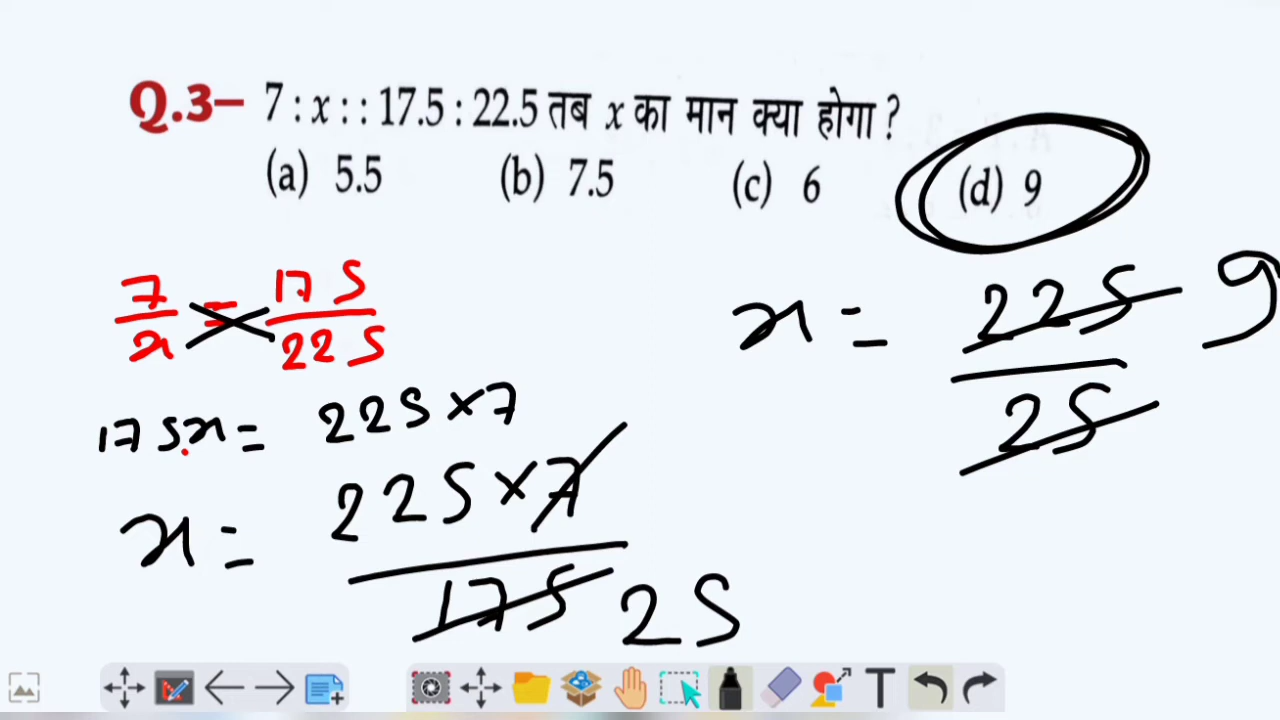 Q.3– 7 : x : : 17.5 : 22.5 तब x का मान क्या होगा ?
(a) 5.5 (b) 7.5 (c) 6 (d) 9
7/x = 175/225
175x = 225 × 7
x = 225 × 7 / 175 25
x = 225 / 25 9
T